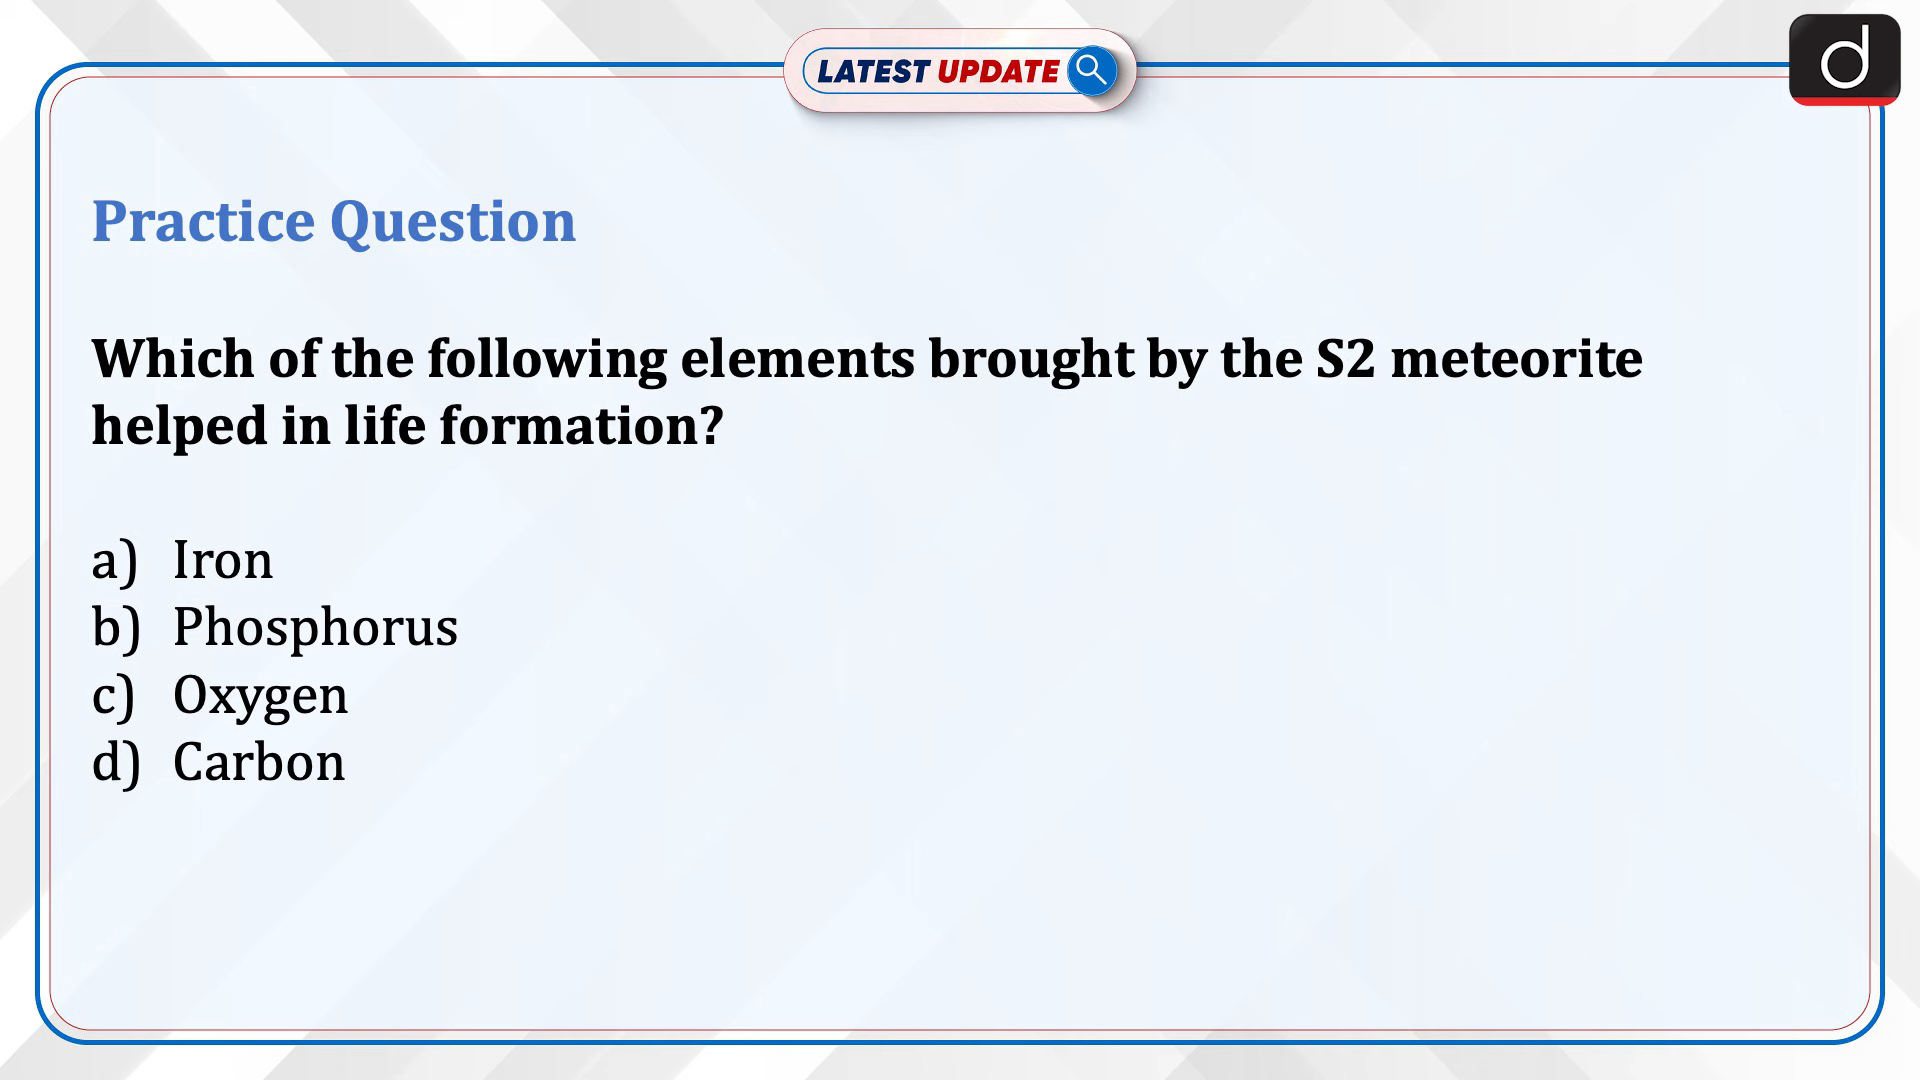 LATEST UPDATE
d
Practice Question
Which of the following elements brought by the S2 meteorite
helped in life formation?
a) Iron
b) Phosphorus
c) Oxygen
d) Carbon